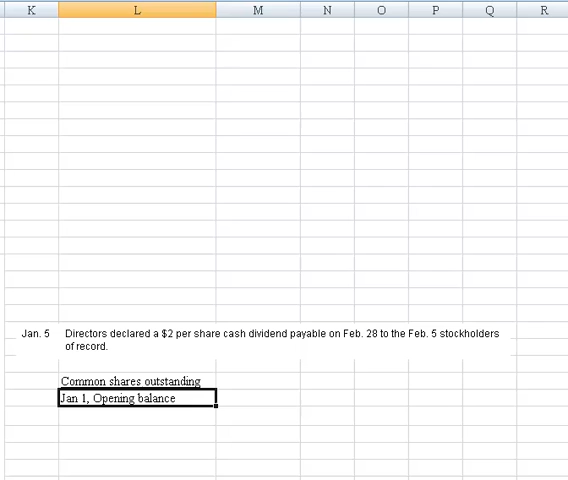 K L M N O P Q R
Jan. 5 Directors declared a $2 per share cash dividend payable on Feb. 28 to the Feb. 5 stockholders
of record.
Common shares outstanding
Jan 1, Opening balance